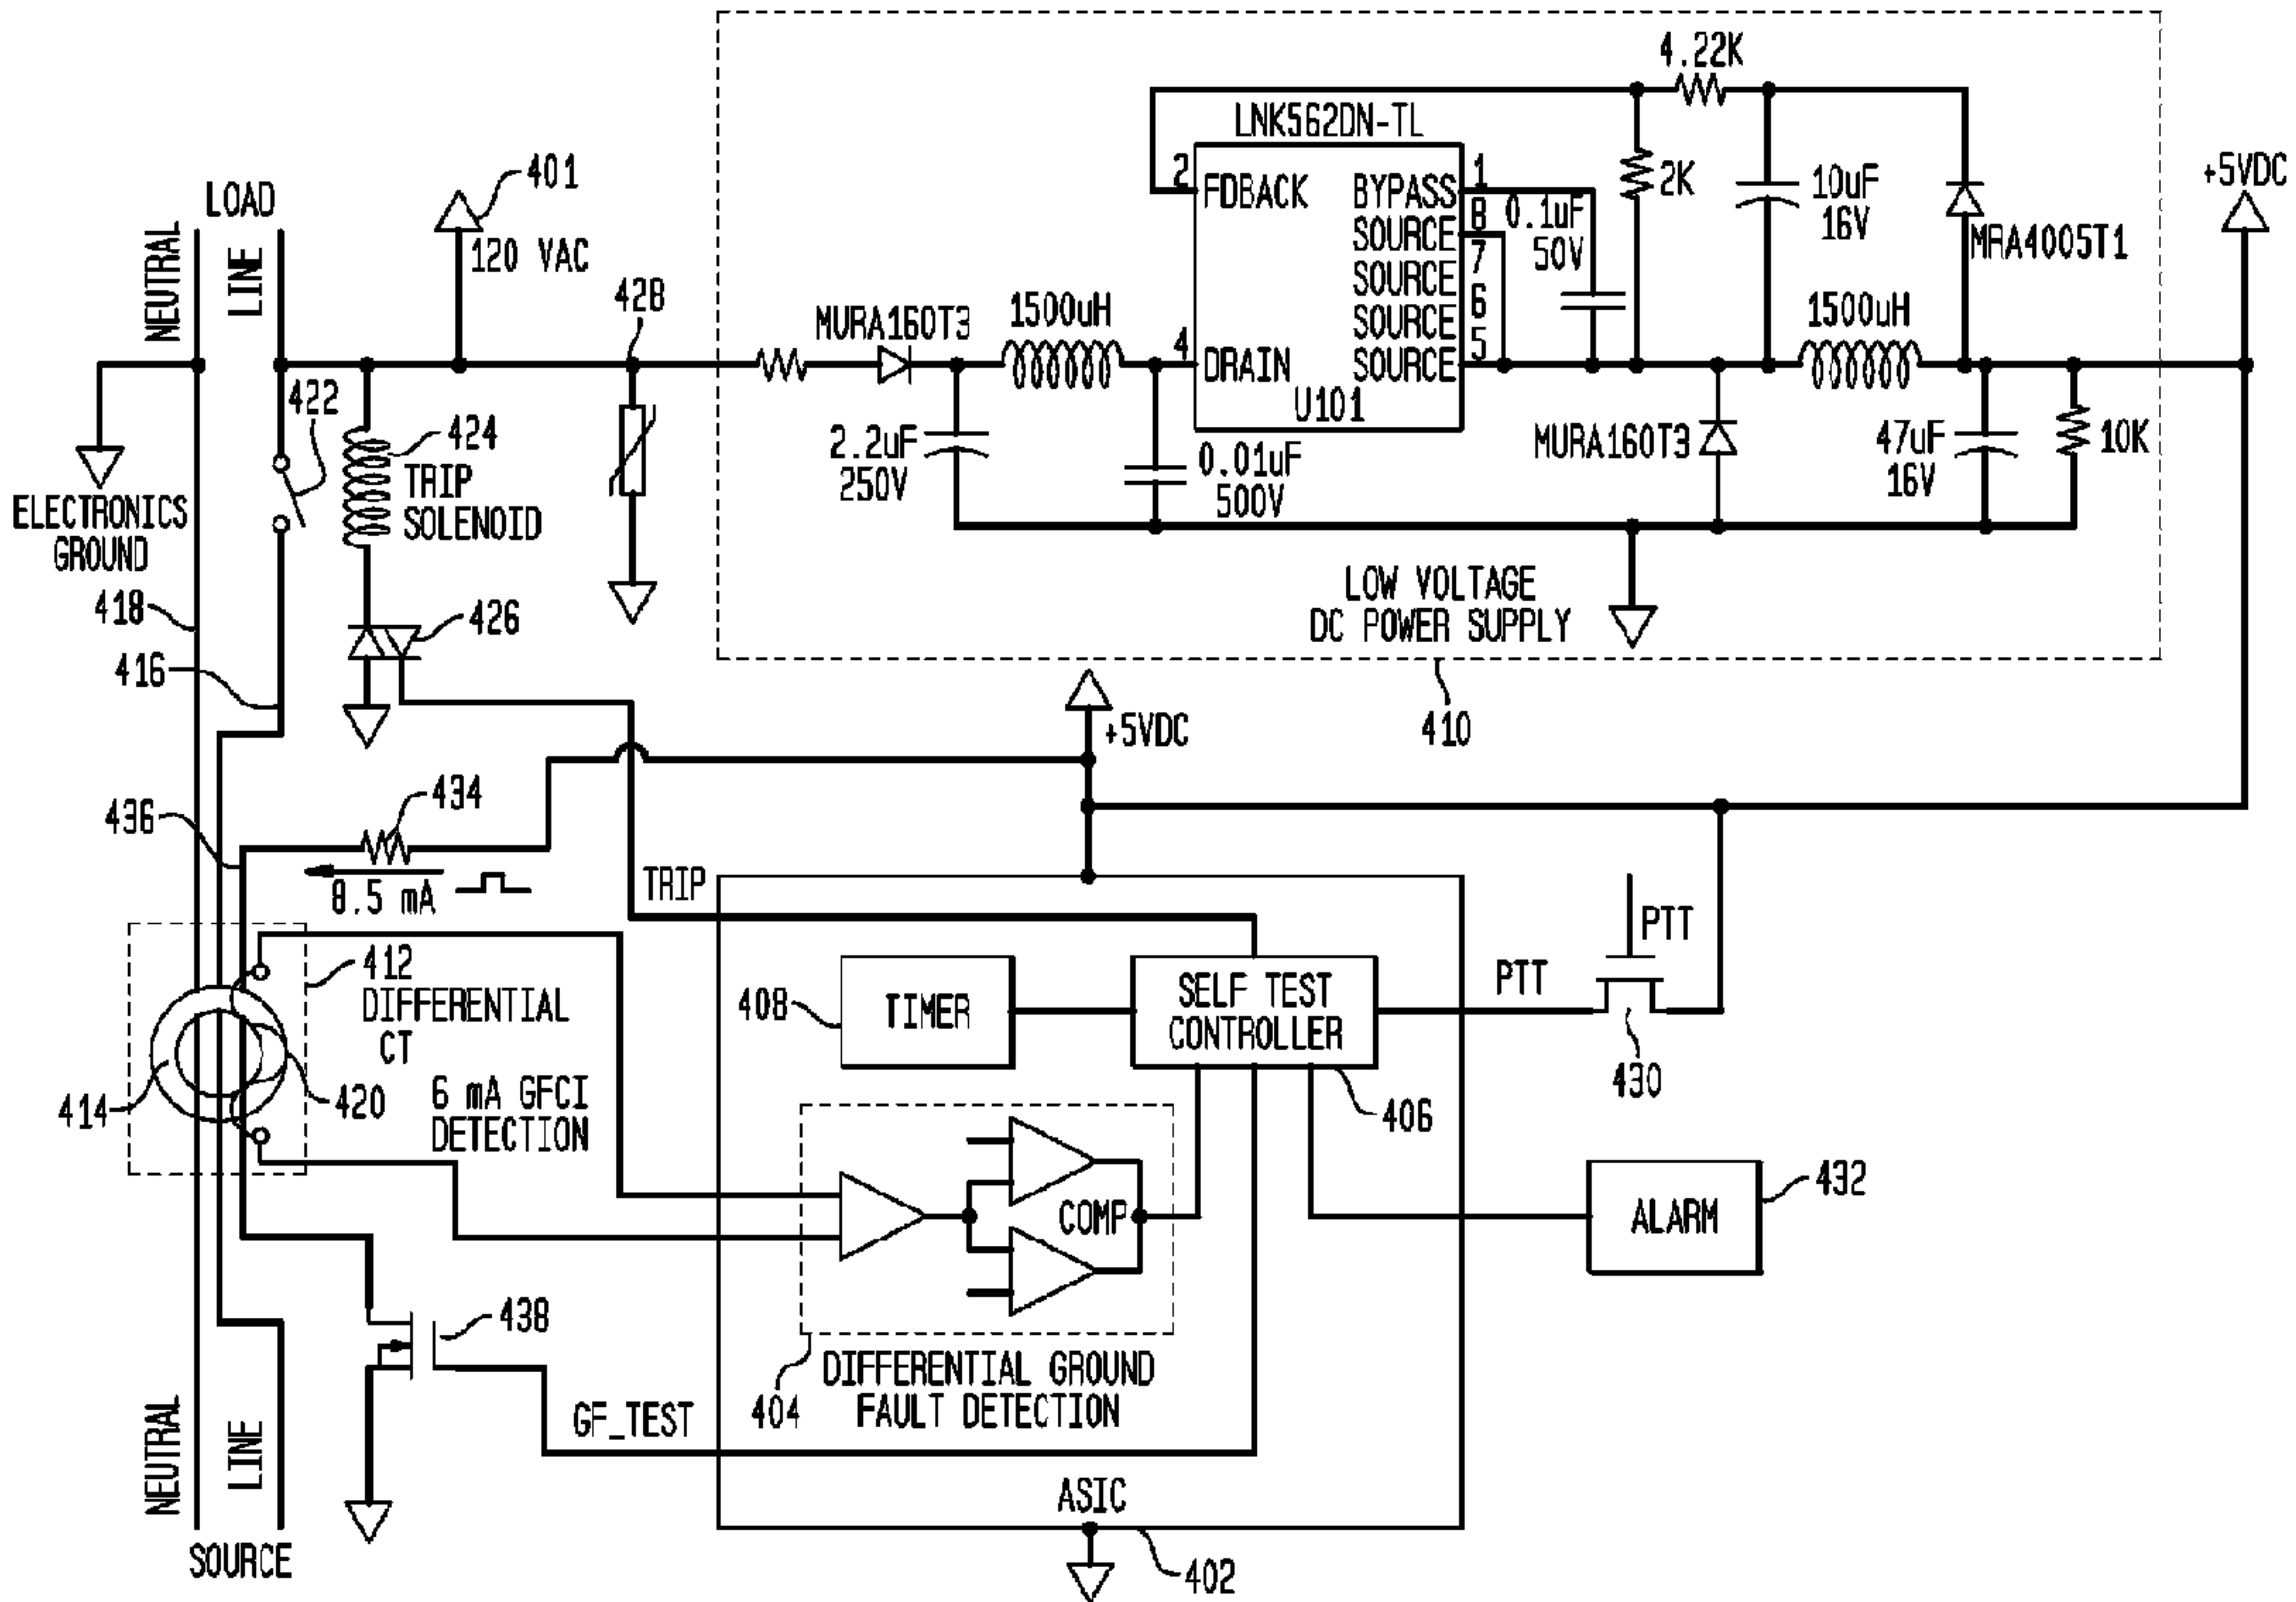 4.22K
LNK562DN-TL
2
FDBACK
BYPASS
1
8
SOURCE
7
SOURCE
6
SOURCE
5
SOURCE
4
DRAIN
U101
0.1uF
50V
2K
10uF
16V
MRA4005T1
+5VDC
401
LOAD
NEUTRAL
LINE
120 VAC
428
MURA160T3
1500uH
1500uH
422
424
TRIP
SOLENOID
2.2uF
250V
0.01uF
500V
MURA160T3
47uF
16V
10K
ELECTRONICS
GROUND
418
426
416
LOW VOLTAGE
DC POWER SUPPLY
410
+5VDC
434
436
8.5 mA
TRIP
412
DIFFERENTIAL
CT
408
TIMER
SELF TEST
CONTROLLER
PTT
PTT
430
414
420
6 mA GFCI
DETECTION
406
COMP
ALARM
432
438
DIFFERENTIAL GROUND
FAULT DETECTION
404
GF_TEST
NEUTRAL
LINE
SOURCE
ASIC
402